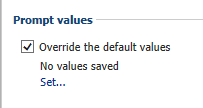 Prompt values
Override the default values
No values saved
Set...